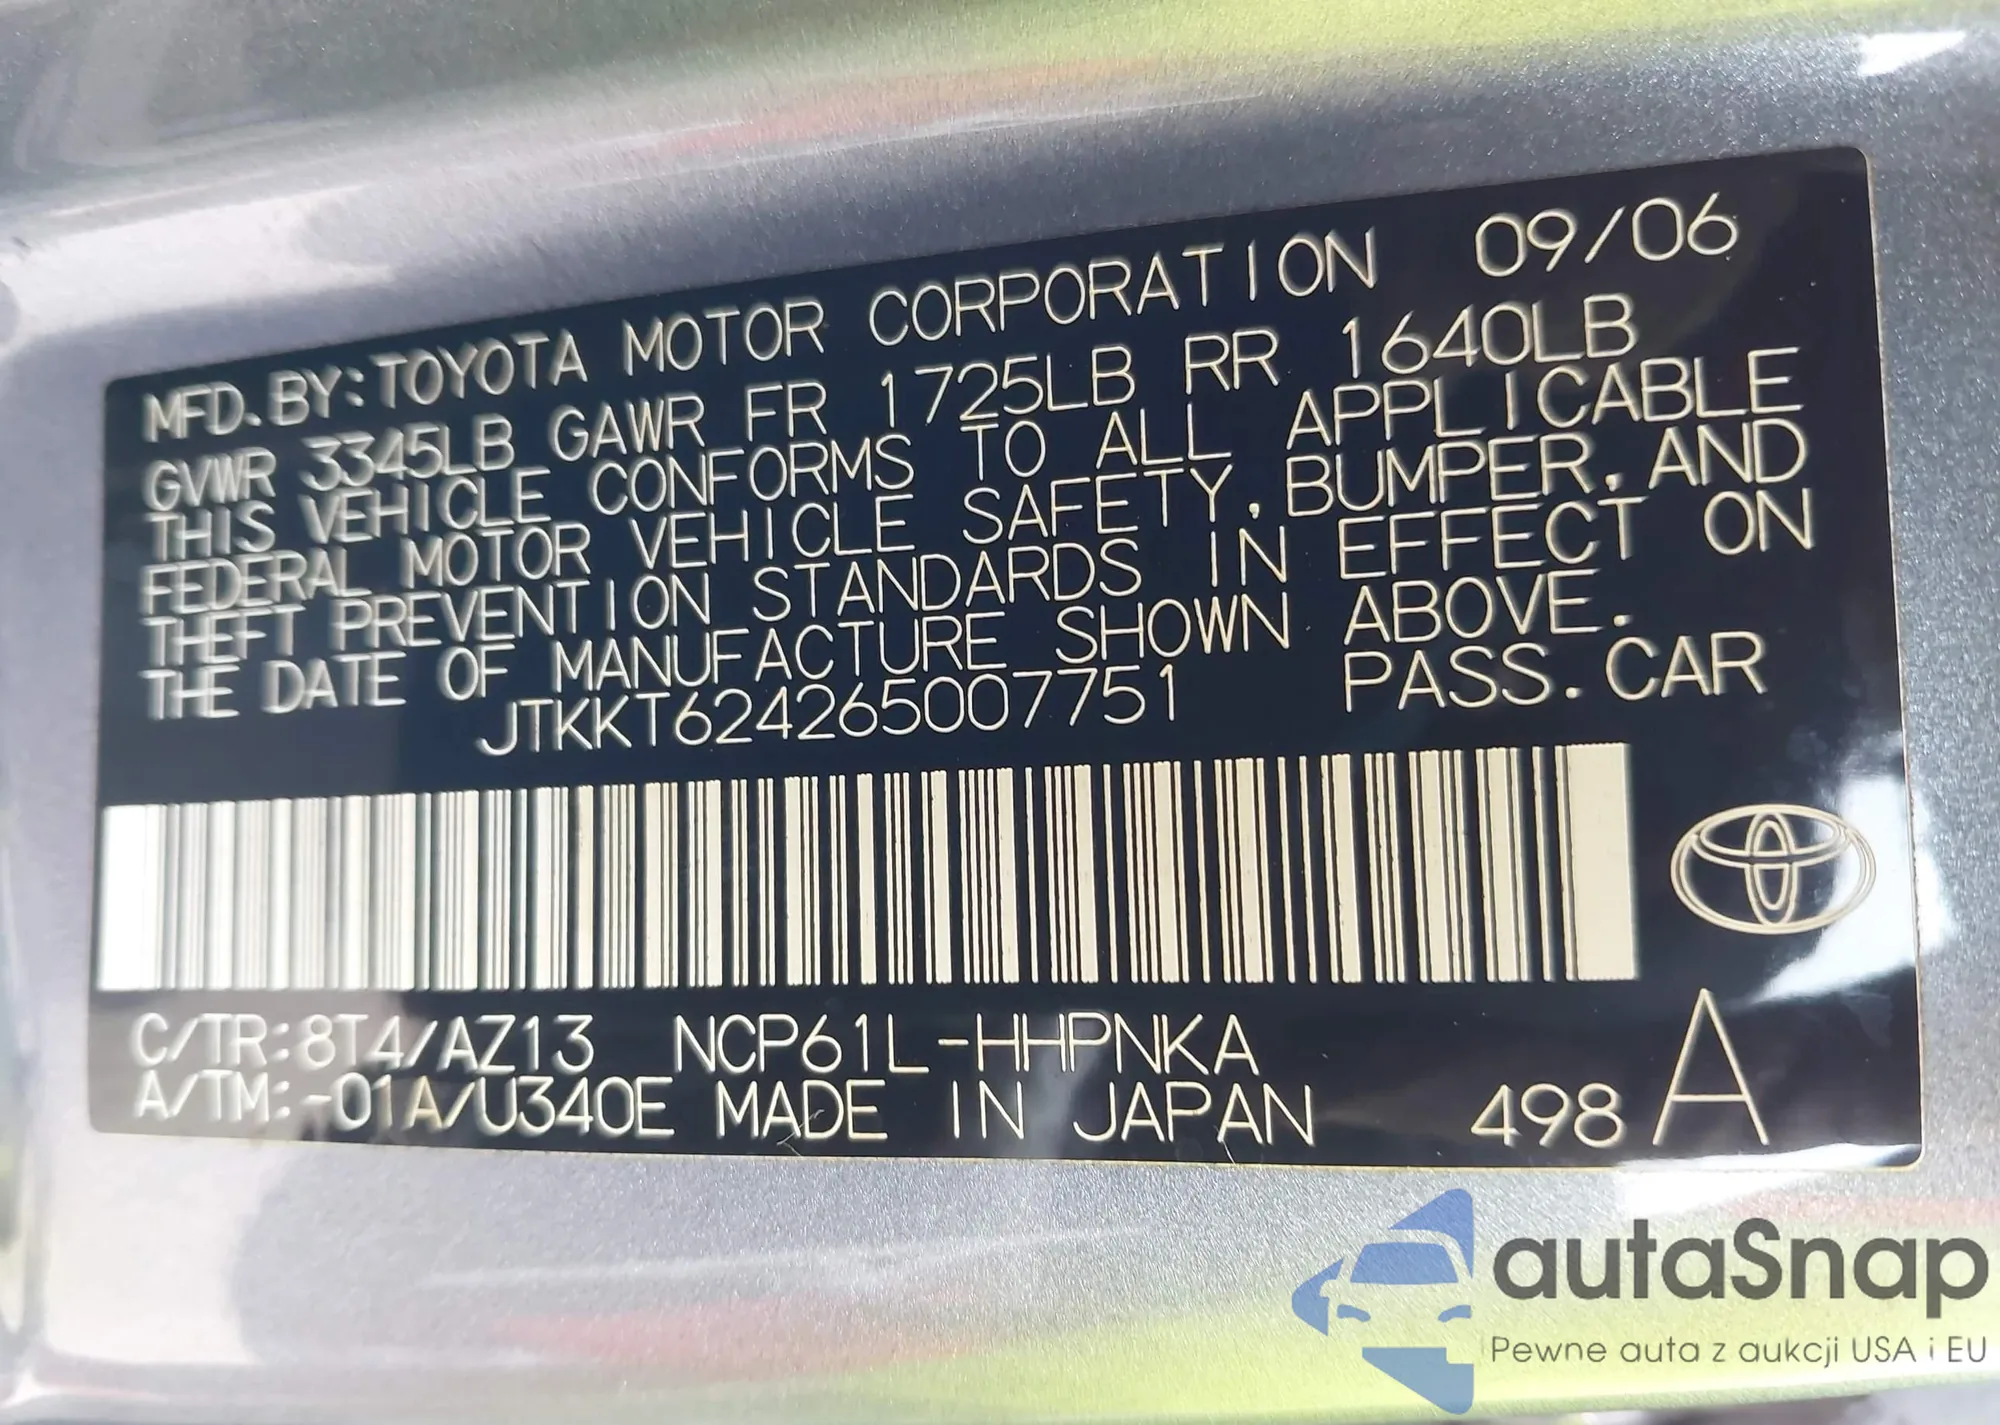 MFD. BY: TOYOTA MOTOR CORPORATION 09/06
GVWR 3345LB GAWR FR 1725LB RR 1640LB
THIS VEHICLE CONFORMS TO ALL APPLICABLE
FEDERAL MOTOR VEHICLE SAFETY, BUMPER, AND
THEFT PREVENTION STANDARDS IN EFFECT ON
THE DATE OF MANUFACTURE SHOWN ABOVE.
JTKKT624265007751 PASS. CAR
C/TR: 8T4/AZ13 NCP61L-HHPNKA
A/TM: -01A/U340E MADE IN JAPAN 498 A
autaSnap
Pewne auta z aukcji USA i EU